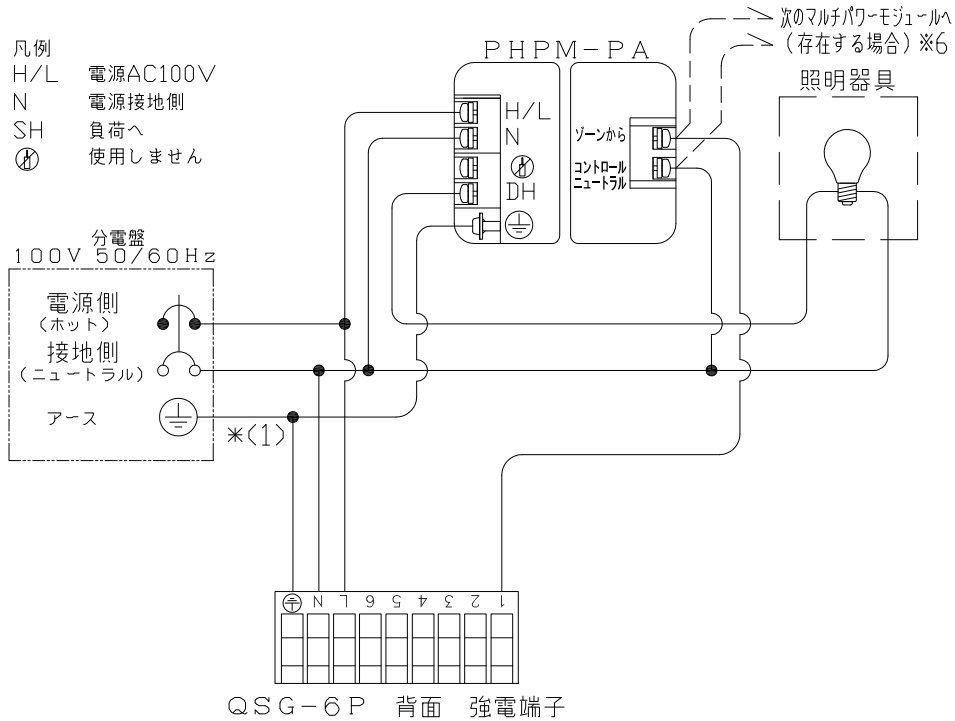 次のマルチパワーモジュールへ
(存在する場合)※6
凡例
H/L 電源AC100V
N 電源接地側
SH 負荷へ
使用しません
PHPM-PA
H/L
N
DH
ゾーンから
コントロール
ニュートラル
照明器具
分電盤
100V 50/60Hz
電源側
(ホット)
接地側
(ニュートラル)
アース
*(1)
N L 6 5 4 3 2 1
QSG-6P 背面 強電端子